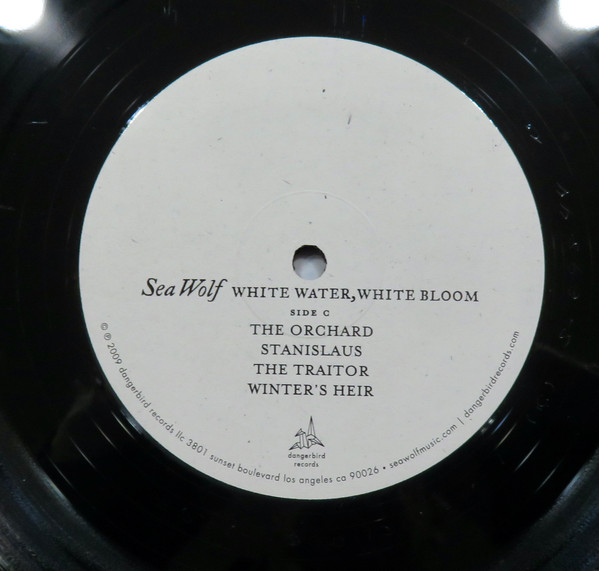 Sea Wolf WHITE WATER, WHITE BLOOM
SIDE C
THE ORCHARD
STANISLAUS
THE TRAITOR
WINTER'S HEIR
dangerbird
records
© ℗ 2009 dangerbird records llc 3801 sunset boulevard los angeles ca 90026 • seawolfmusic.com | dangerbirdrecords.com